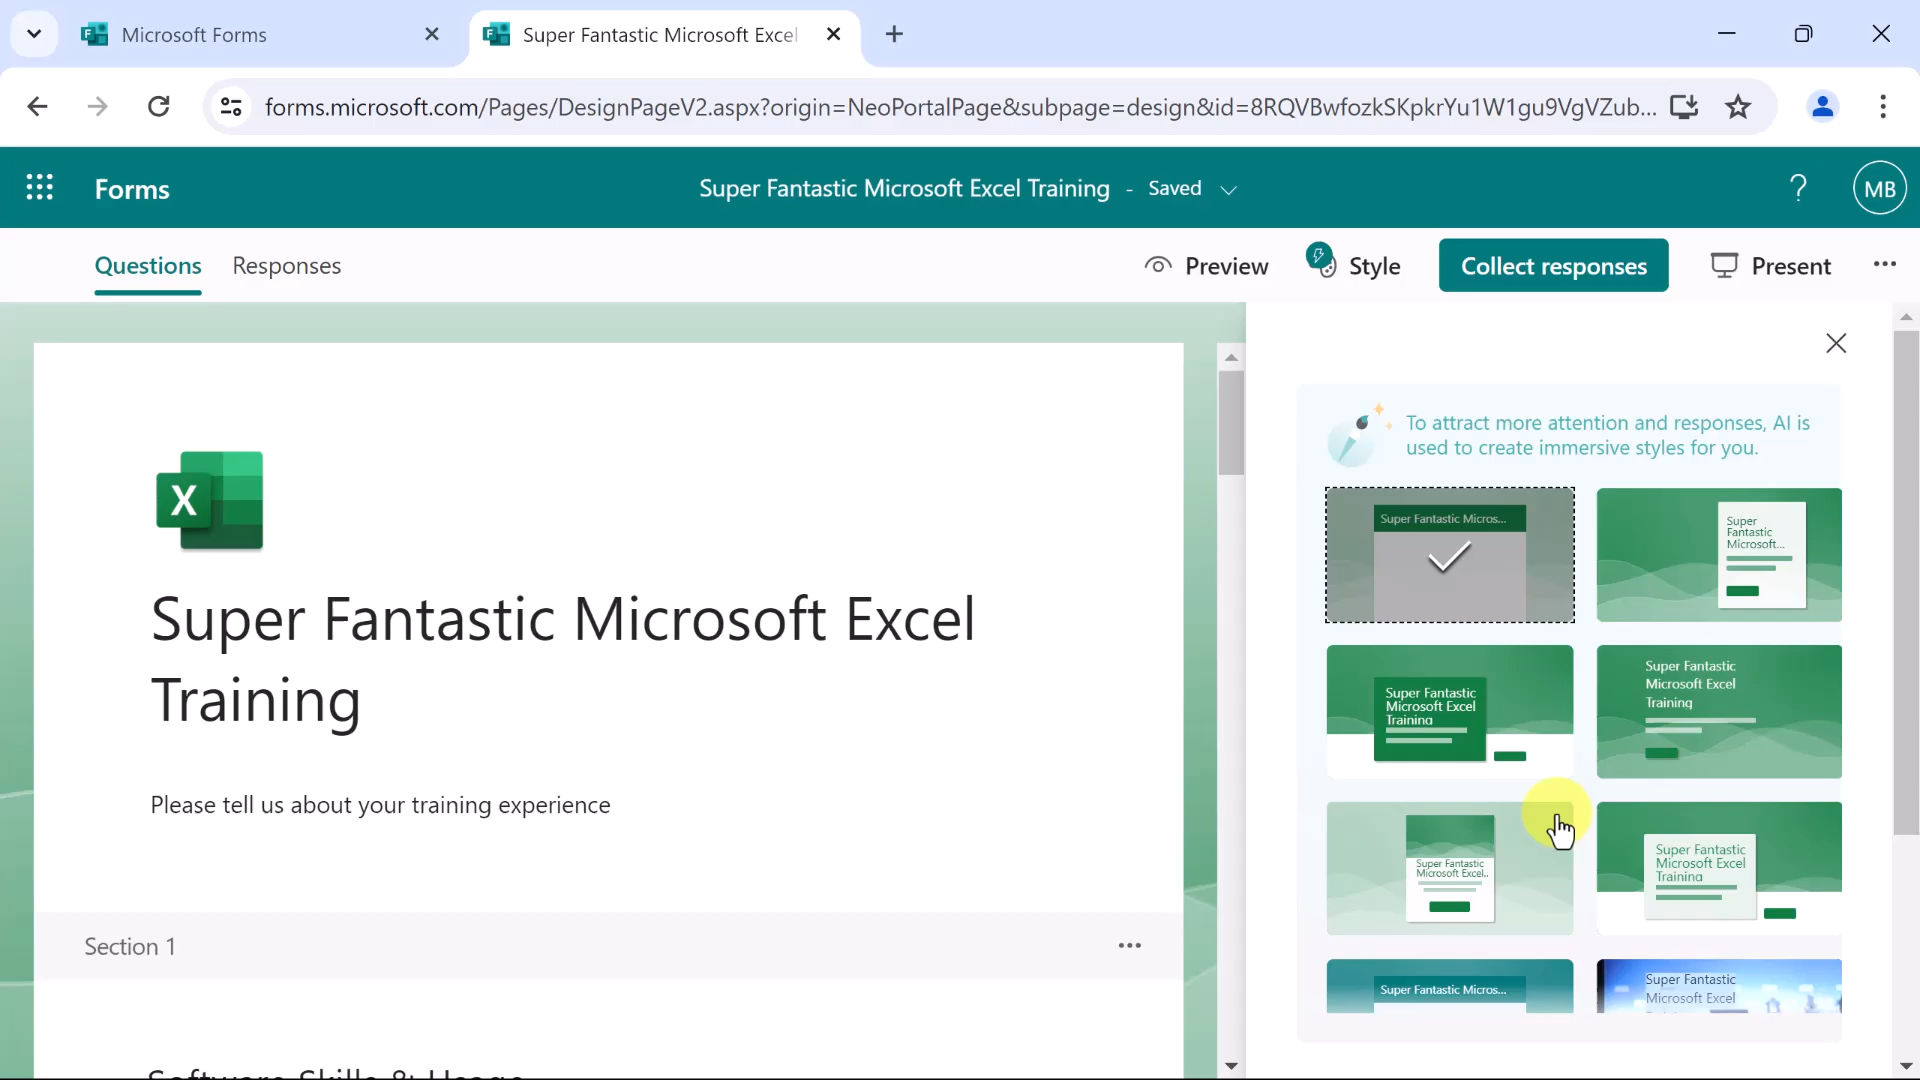 Microsoft Forms
Super Fantastic Microsoft Excel
forms.microsoft.com/Pages/DesignPageV2.aspx?origin=NeoPortalPage&subpage=design&id=8RQVBwfozkSKpkrYu1W1gu9VgVZub...
Forms
Super Fantastic Microsoft Excel Training - Saved
?
MB
Questions
Responses
Preview
Style
Collect responses
Present
X
Super Fantastic Microsoft Excel
Training
Please tell us about your training experience
Section 1
Software Skills & Usage
To attract more attention and responses, AI is
used to create immersive styles for you.
Super Fantastic Micros...
Super
Fantastic
Microsoft...
Super Fantastic
Microsoft Excel
Training
Super Fantastic
Microsoft Excel
Training
Super Fantastic
Microsoft Excel..
Super Fantastic
Microsoft Excel
Training
Super Fantastic Micros...
Super Fantastic
Microsoft Excel